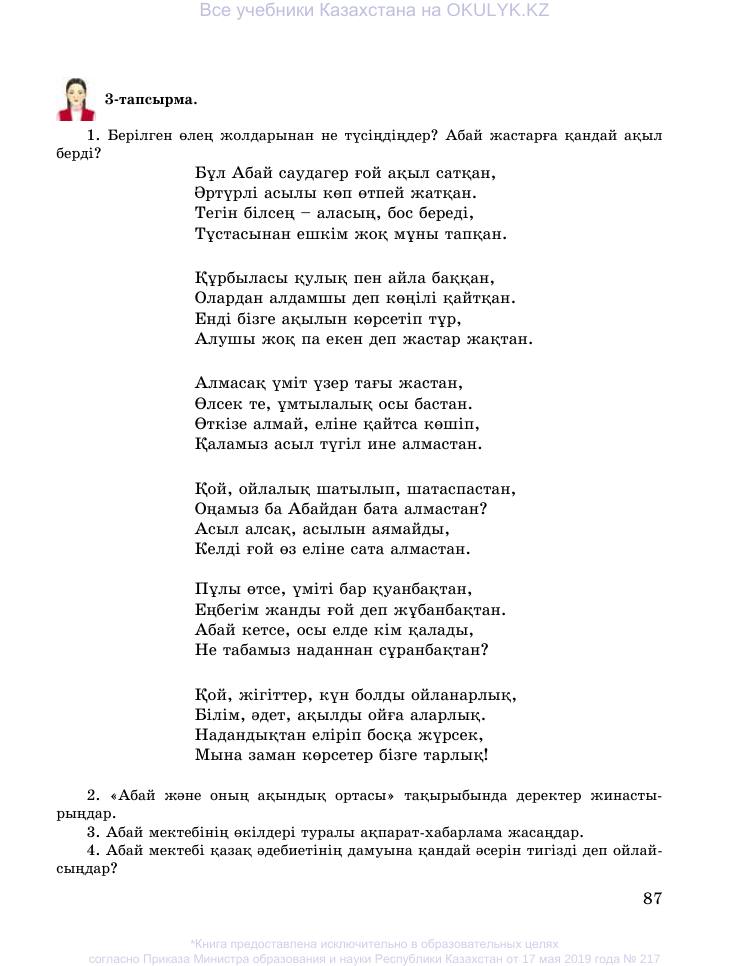 Все учебники Казахстана на OKULYK.KZ
3-тапсырма.
1. Берілген өлең жолдарынан не түсіңдіңдер? Абай жастарға қандай ақыл
берді?
Бұл Абай саудагер ғой ақыл сатқан,
Әртүрлі асылы көп өтпей жатқан.
Тегін білсең – аласың, бос береді,
Тұстасынан ешкім жоқ мұны тапқан.
Құрбыласы қулық пен айла баққан,
Олардан алдамшы деп көңілі қайтқан.
Енді бізге ақылын көрсетіп тұр,
Алушы жоқ па екен деп жастар жақтан.
Алмасақ үміт үзер тағы жастан,
Өлсек те, ұмтылалық осы бастан.
Өткізе алмай, еліне қайтса көшіп,
Қаламыз асыл түгіл ине алмастан.
Қой, ойлалық шатылып, шатаспастан,
Оңамыз ба Абайдан бата алмастан?
Асыл алсақ, асылын аямайды,
Келді ғой өз еліне сата алмастан.
Пұлы өтсе, үміті бар қуанбақтан,
Еңбегім жанды ғой деп жұбанбақтан.
Абай кетсе, осы елде кім қалады,
Не табамыз наданнан сұранбақтан?
Қой, жігіттер, күн болды ойланарлық,
Білім, әдет, ақылды ойға аларлық.
Надандықтан еліріп босқа жүрсек,
Мына заман көрсетер бізге тарлық!
2. «Абай және оның ақындық ортасы» тақырыбында деректер жинасты-
рыңдар.
3. Абай мектебінің өкілдері туралы ақпарат-хабарлама жасаңдар.
4. Абай мектебі қазақ әдебиетінің дамуына қандай әсерін тигізді деп ойлай-
сыңдар?
87
*Книга предоставлена исключительно в образовательных целях
согласно Приказа Министра образования и науки Республики Казахстан от 17 мая 2019 года № 217